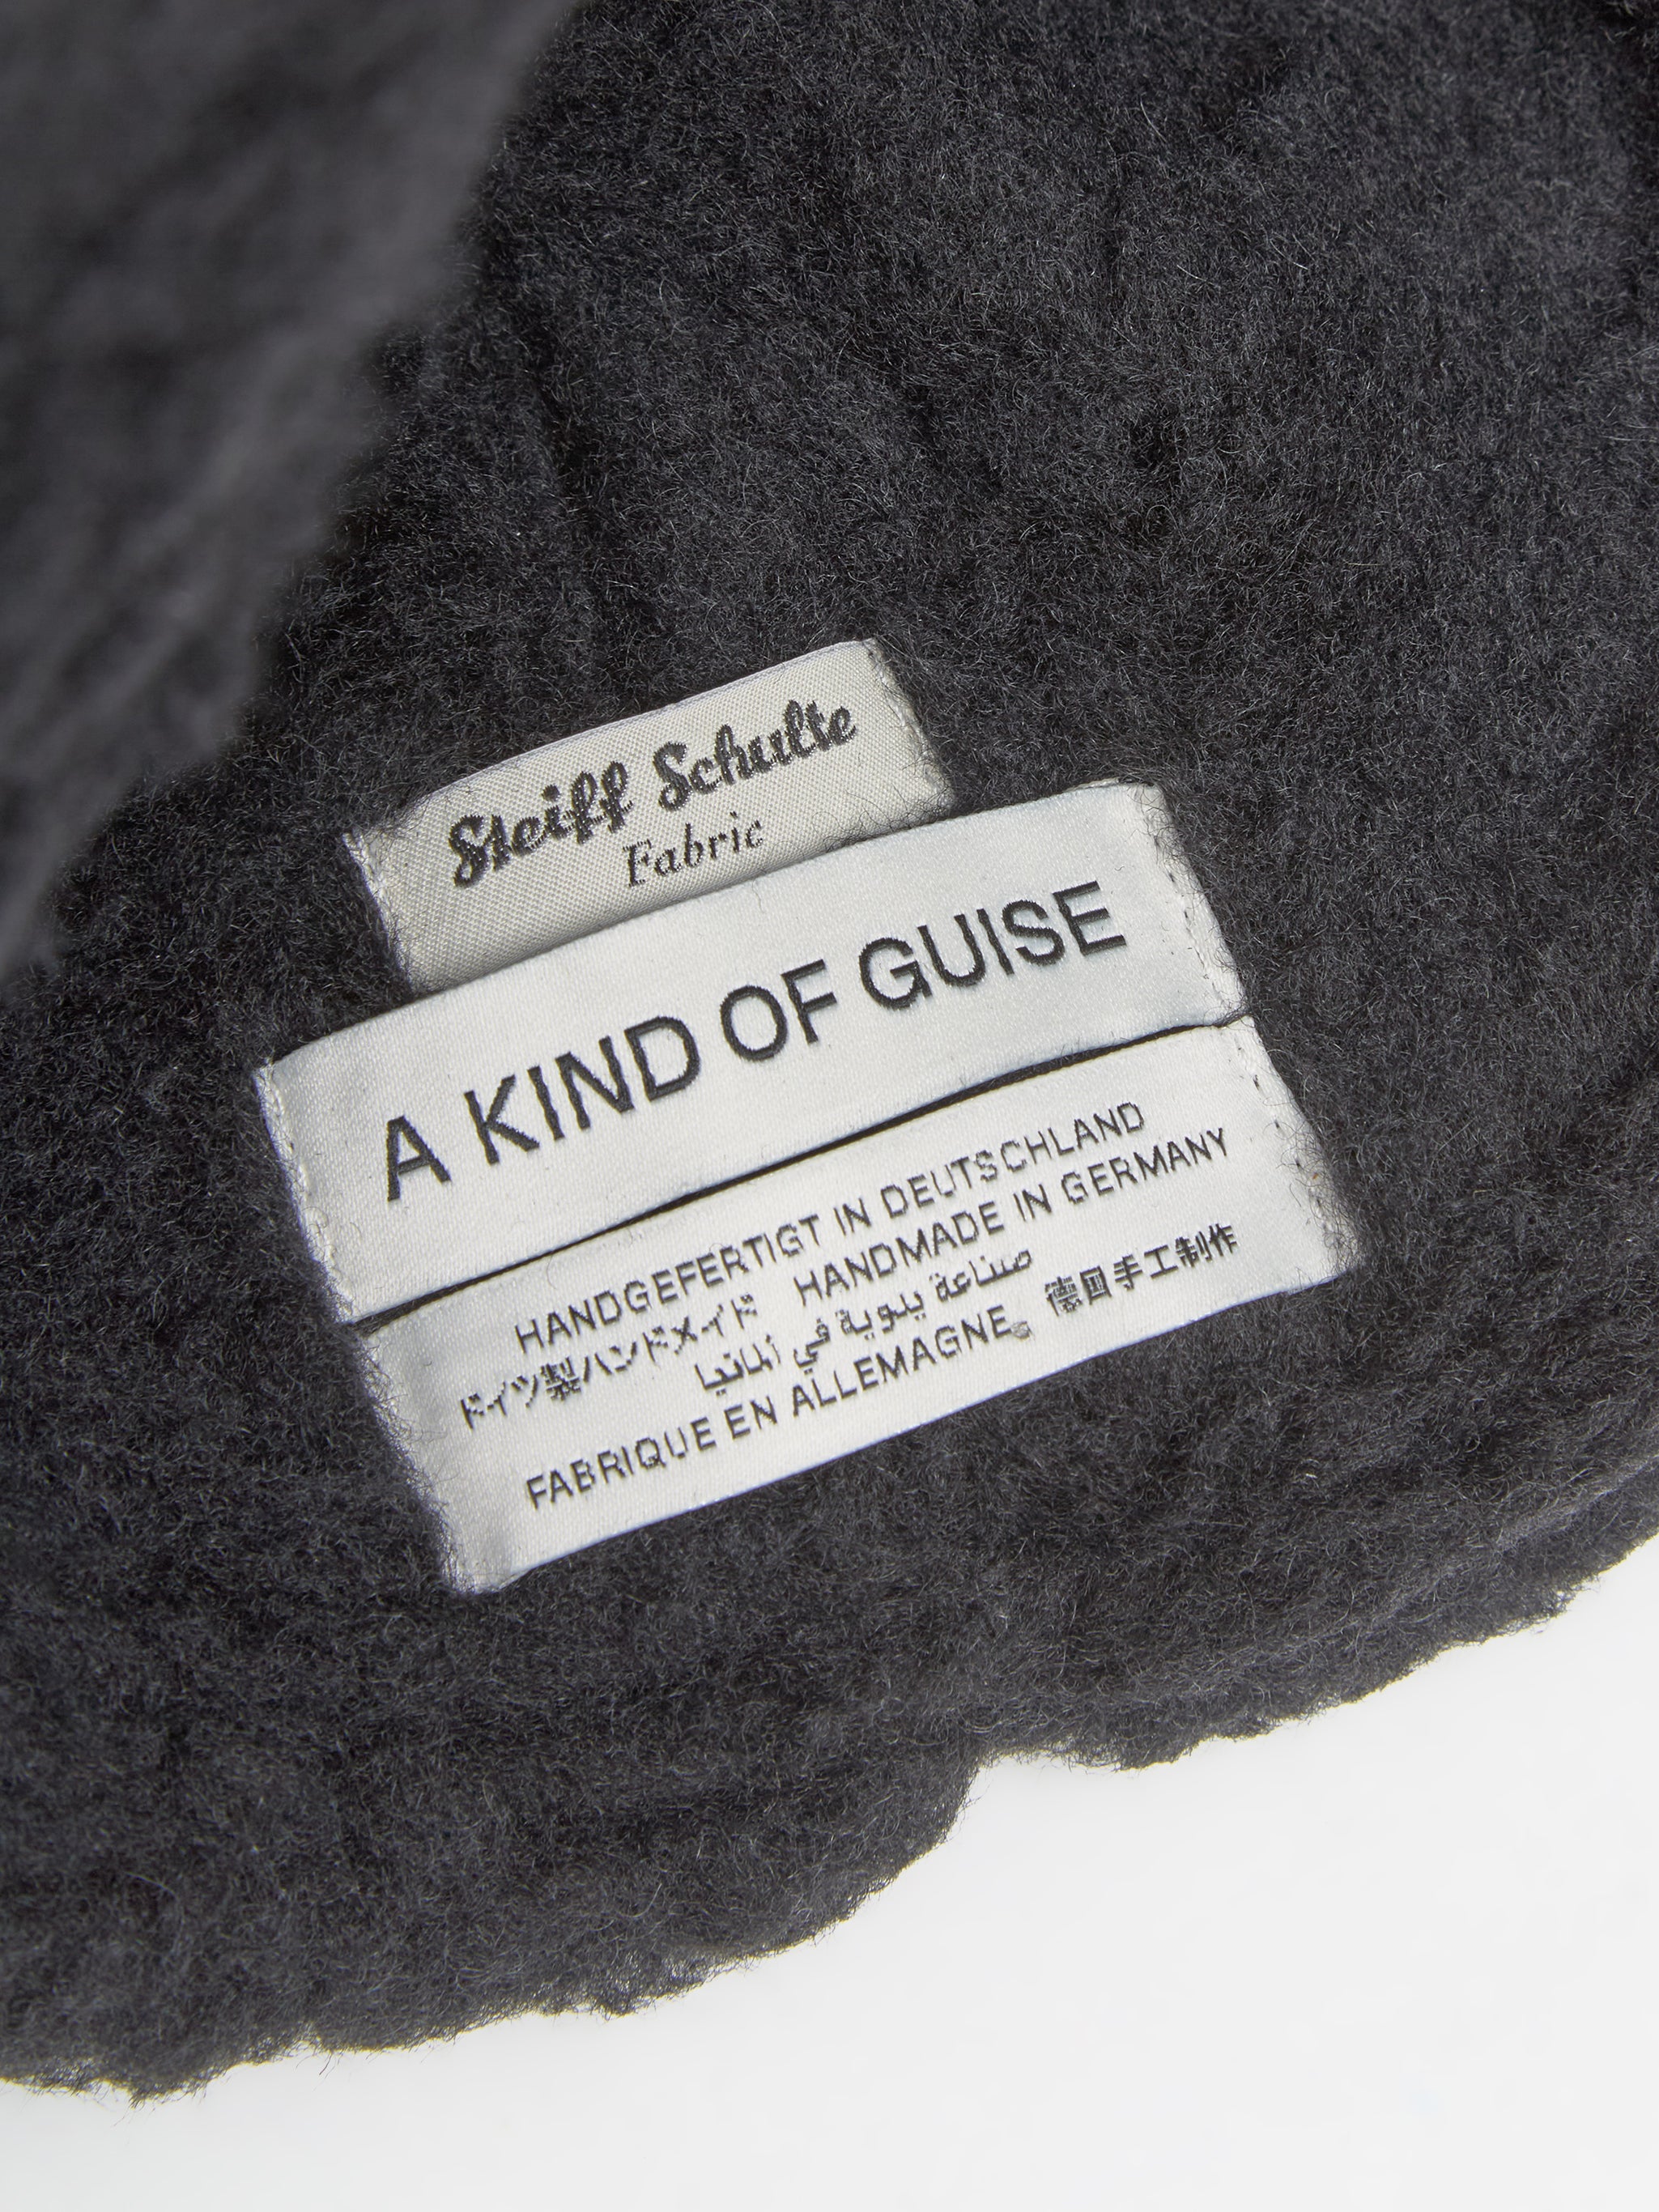 Steiff Schulte
Fabric
A KIND OF GUISE
HANDGEFERTIGT IN DEUTSCHLAND
HANDMADE IN GERMANY
ドイツ製ハンドメイド
صناعة يدوية في ألمانيا
德国手工制作
FABRIQUE EN ALLEMAGNE